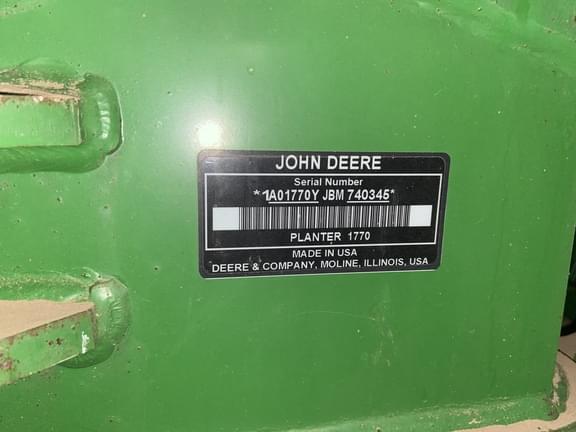 JOHN DEERE
Serial Number
*1A01770Y JBM 740345*
PLANTER 1770
MADE IN USA
DEERE & COMPANY, MOLINE, ILLINOIS, USA